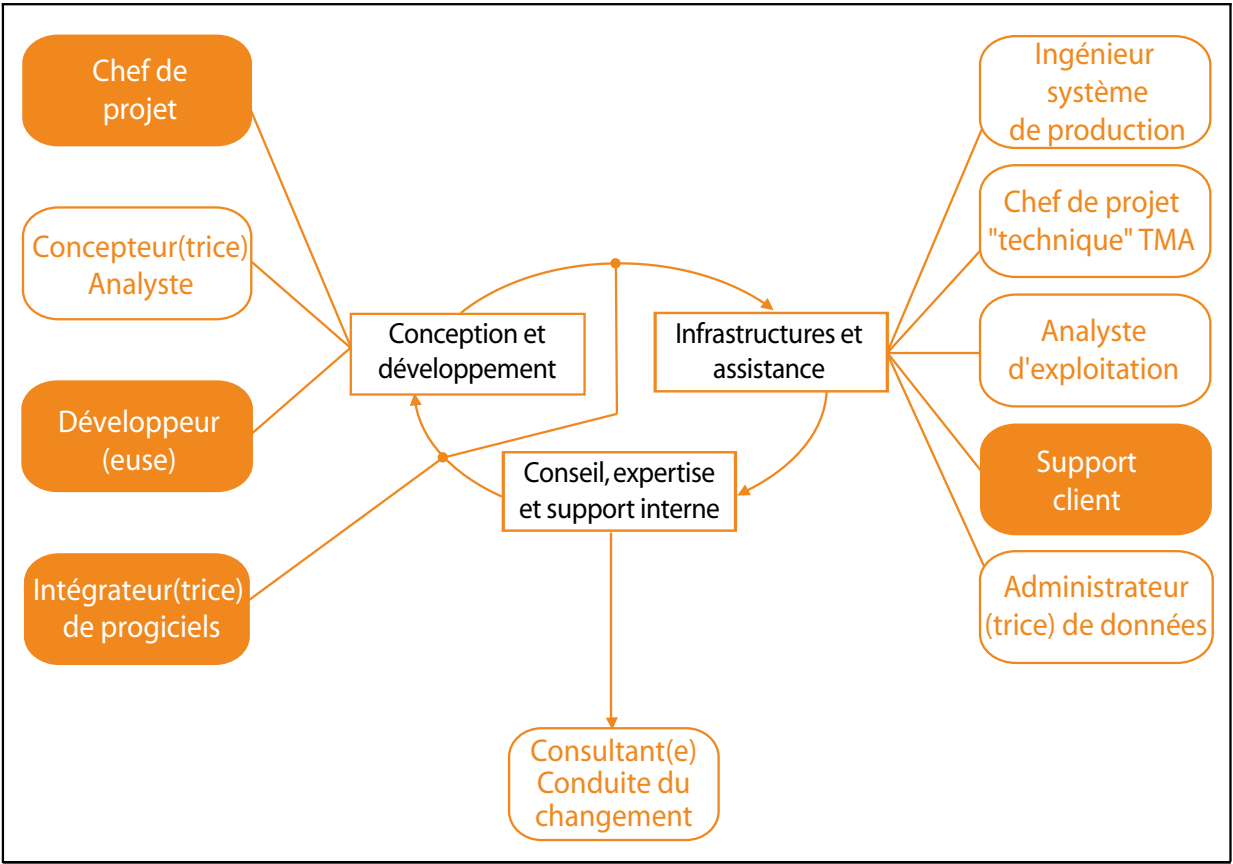 Chef de
projet
Concepteur(trice)
Analyste
Développeur
(euse)
Intégrateur(trice)
de progiciels
Conception et
développement
Infrastructures et
assistance
Conseil, expertise
et support interne
Consultant(e)
Conduite du
changement
Ingénieur
système
de production
Chef de projet
"technique" TMA
Analyste
d'exploitation
Support
client
Administrateur
(trice) de données